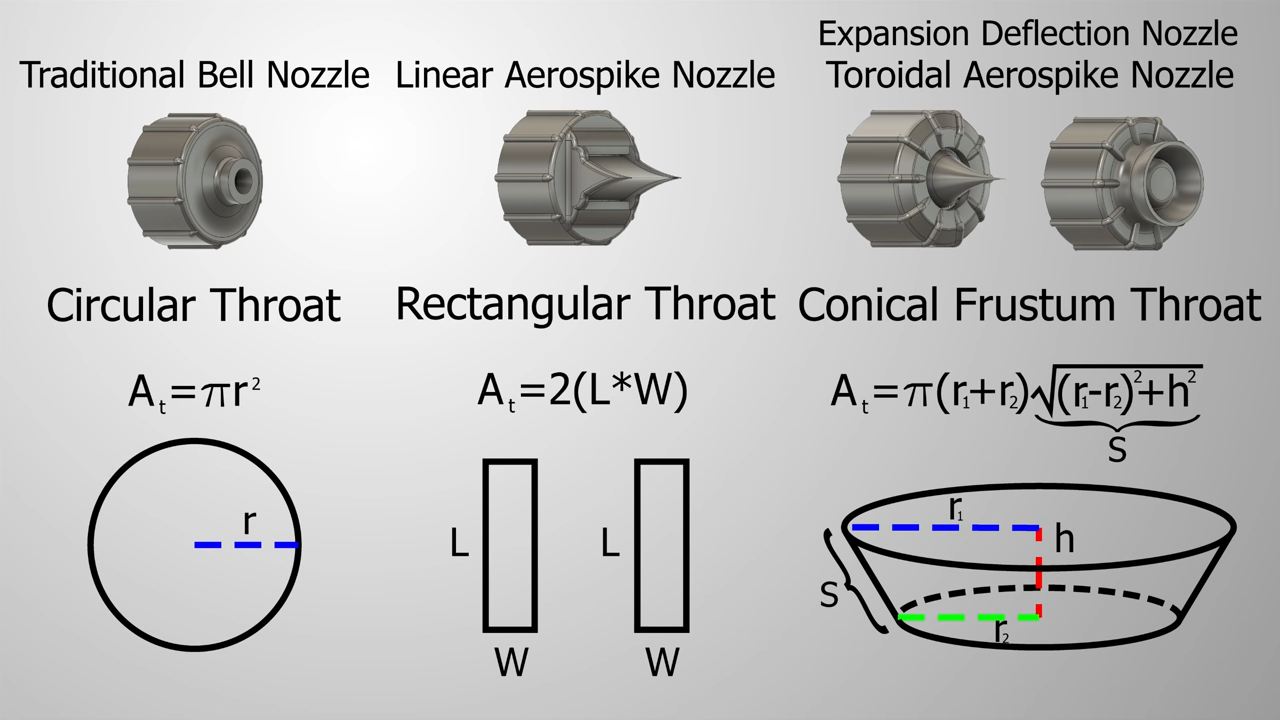 Traditional Bell Nozzle
Linear Aerospike Nozzle
Expansion Deflection Nozzle
Toroidal Aerospike Nozzle
Circular Throat
Rectangular Throat
Conical Frustum Throat
Aₜ=πr²
Aₜ=2(L*W)
Aₜ=π(r₁+r₂)√(r₁-r₂)²+h²
S
r
L
W
L
W
r₁
h
S
r₂